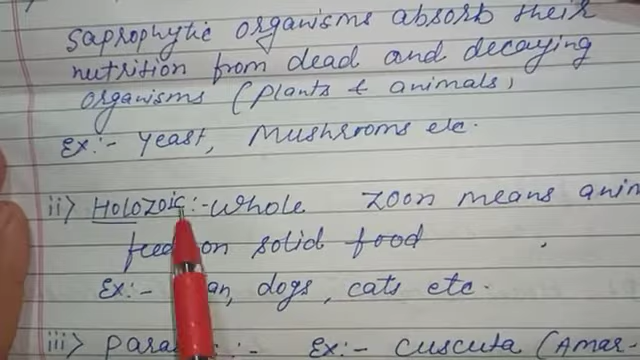 saprophytic organisms absorb their
nutrition from dead and decaying
organisms (plants & animals)
Ex:- yeast, Mushrooms etc.
ii) Holozoic:- whole zoon means
feed on solid food
Ex:- dogs, cats etc.
iii) :- Ex:- cuscuta (Amar-